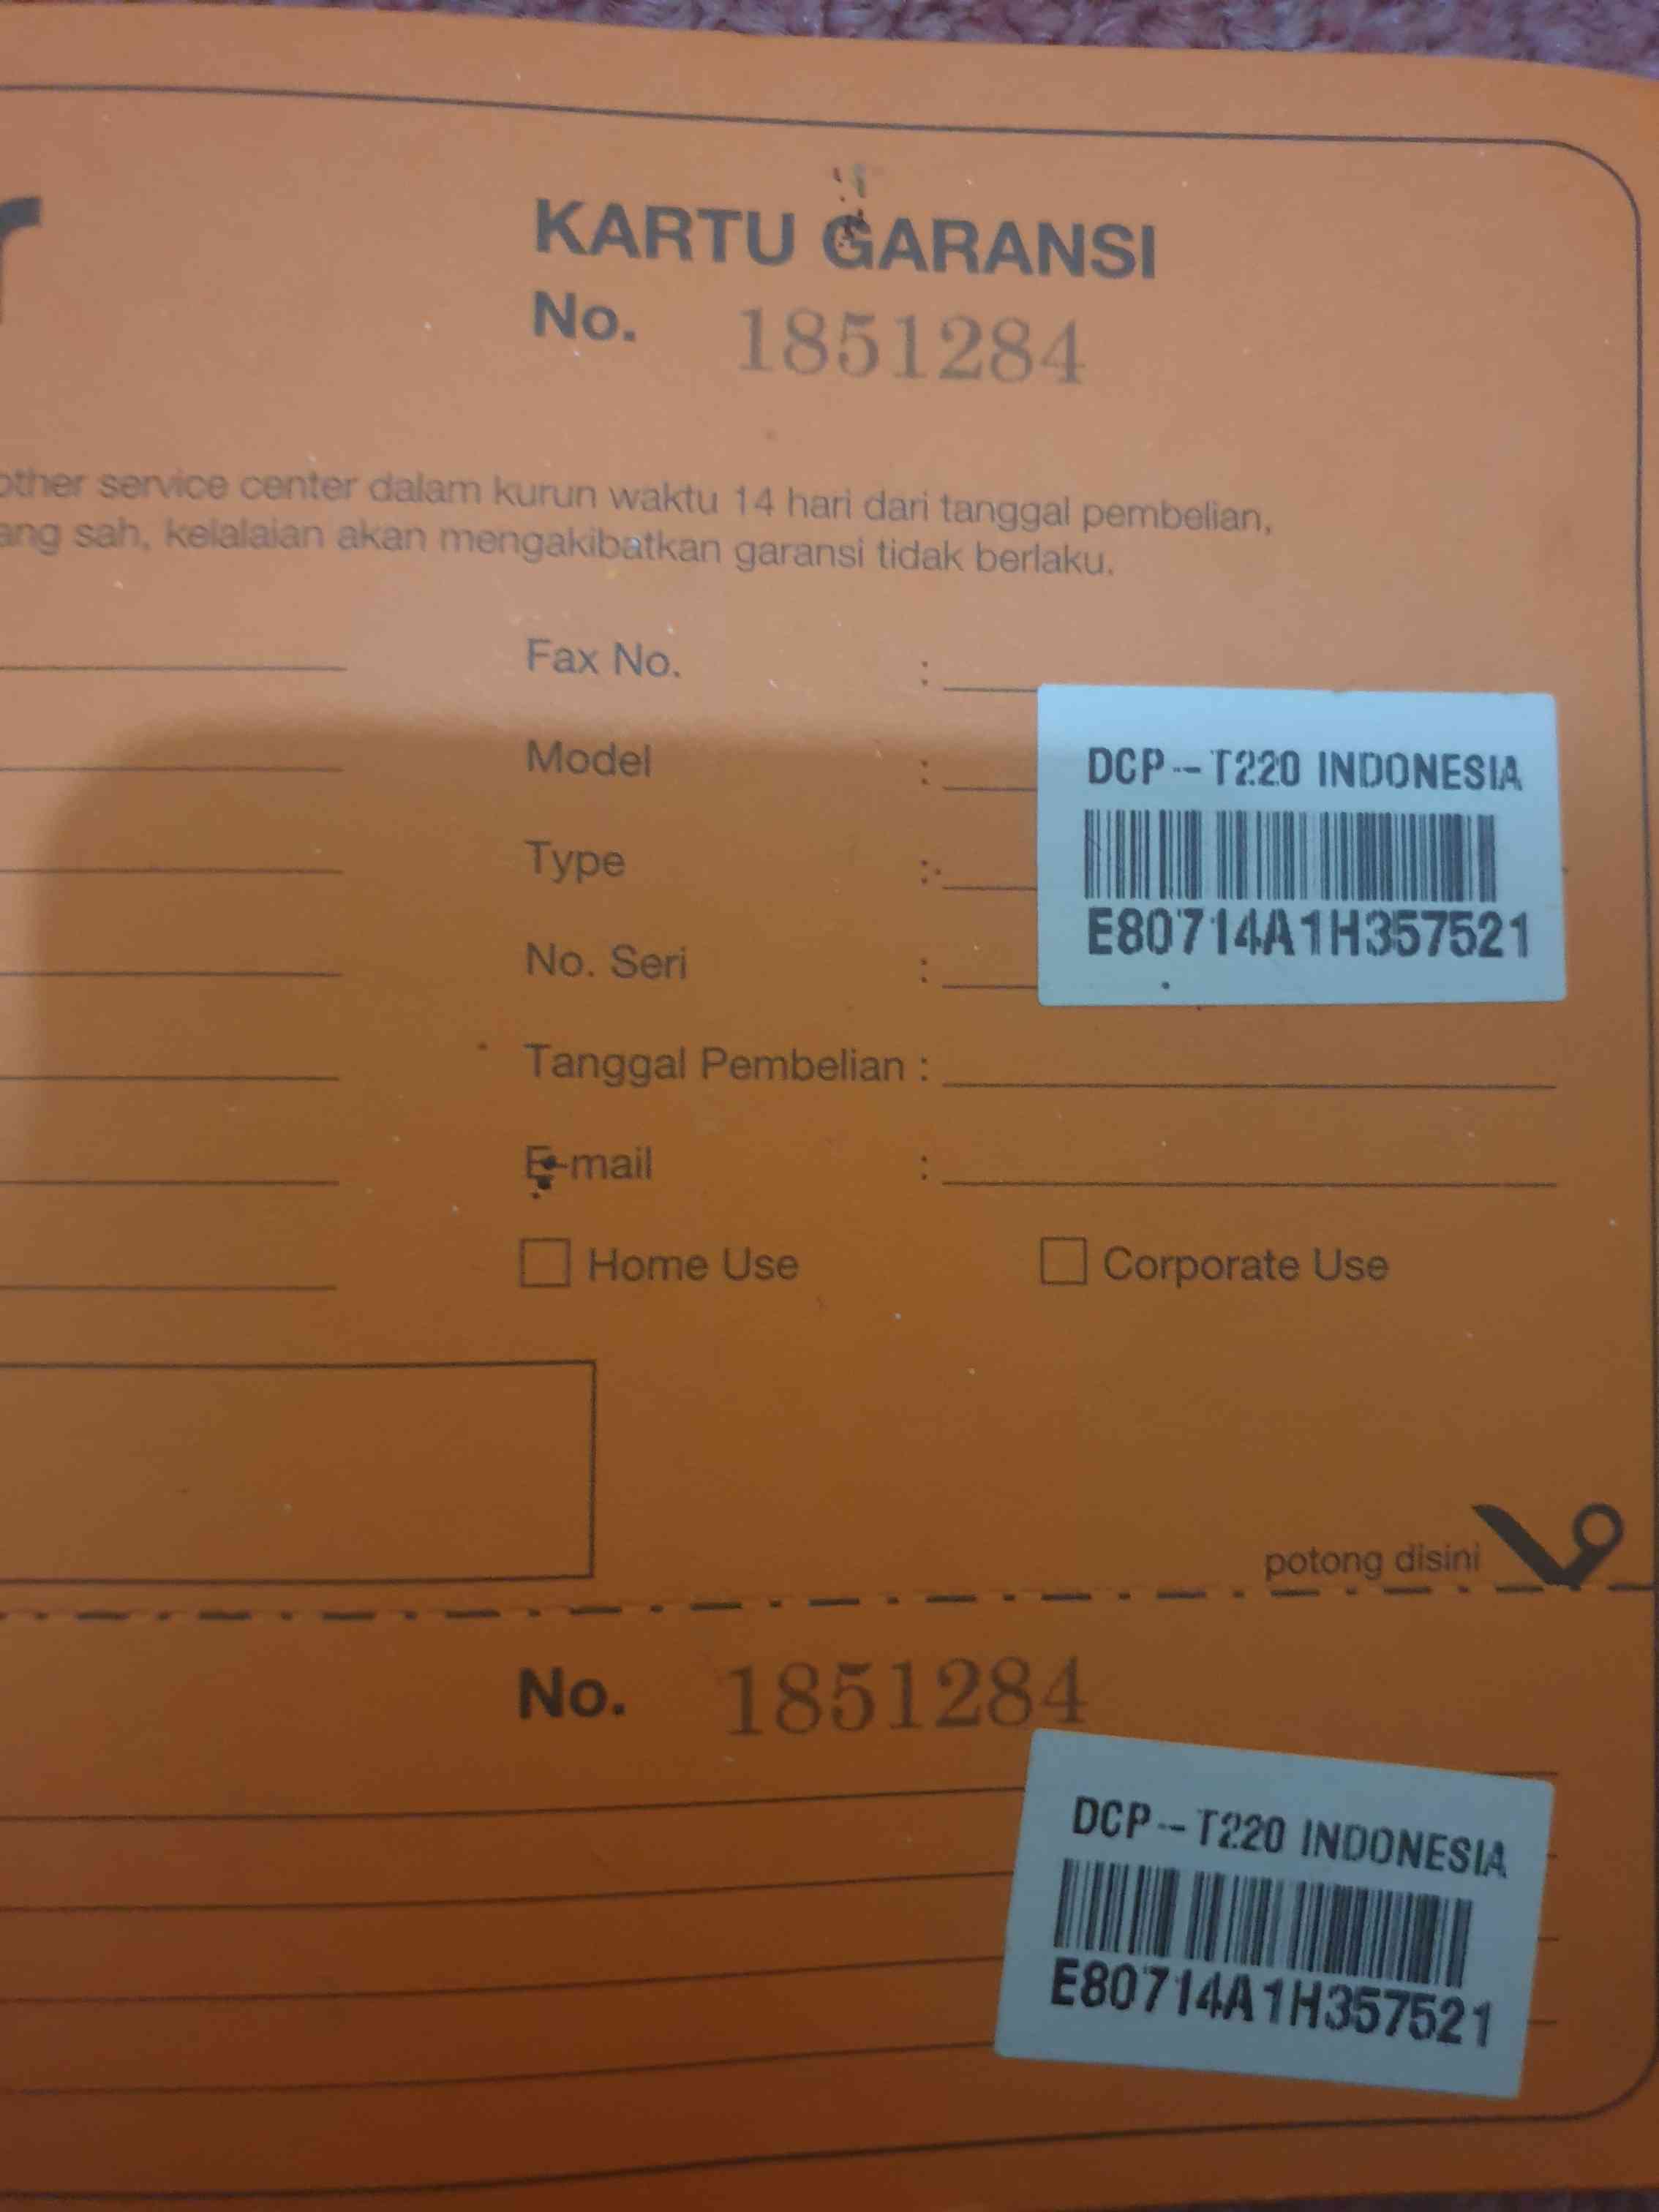 r
KARTU GARANSI
No. 1851284
other service center dalam kurun waktu 14 hari dari tanggal pembelian,
ang sah, kelalaian akan mengakibatkan garansi tidak berlaku.
Fax No. :
Model :
Type :
No. Seri :
DCP--T220 INDONESIA
E80714A1H357521
Tanggal Pembelian :
E-mail :
Home Use
Corporate Use
potong disini
No. 1851284
DCP--T220 INDONESIA
E80714A1H357521